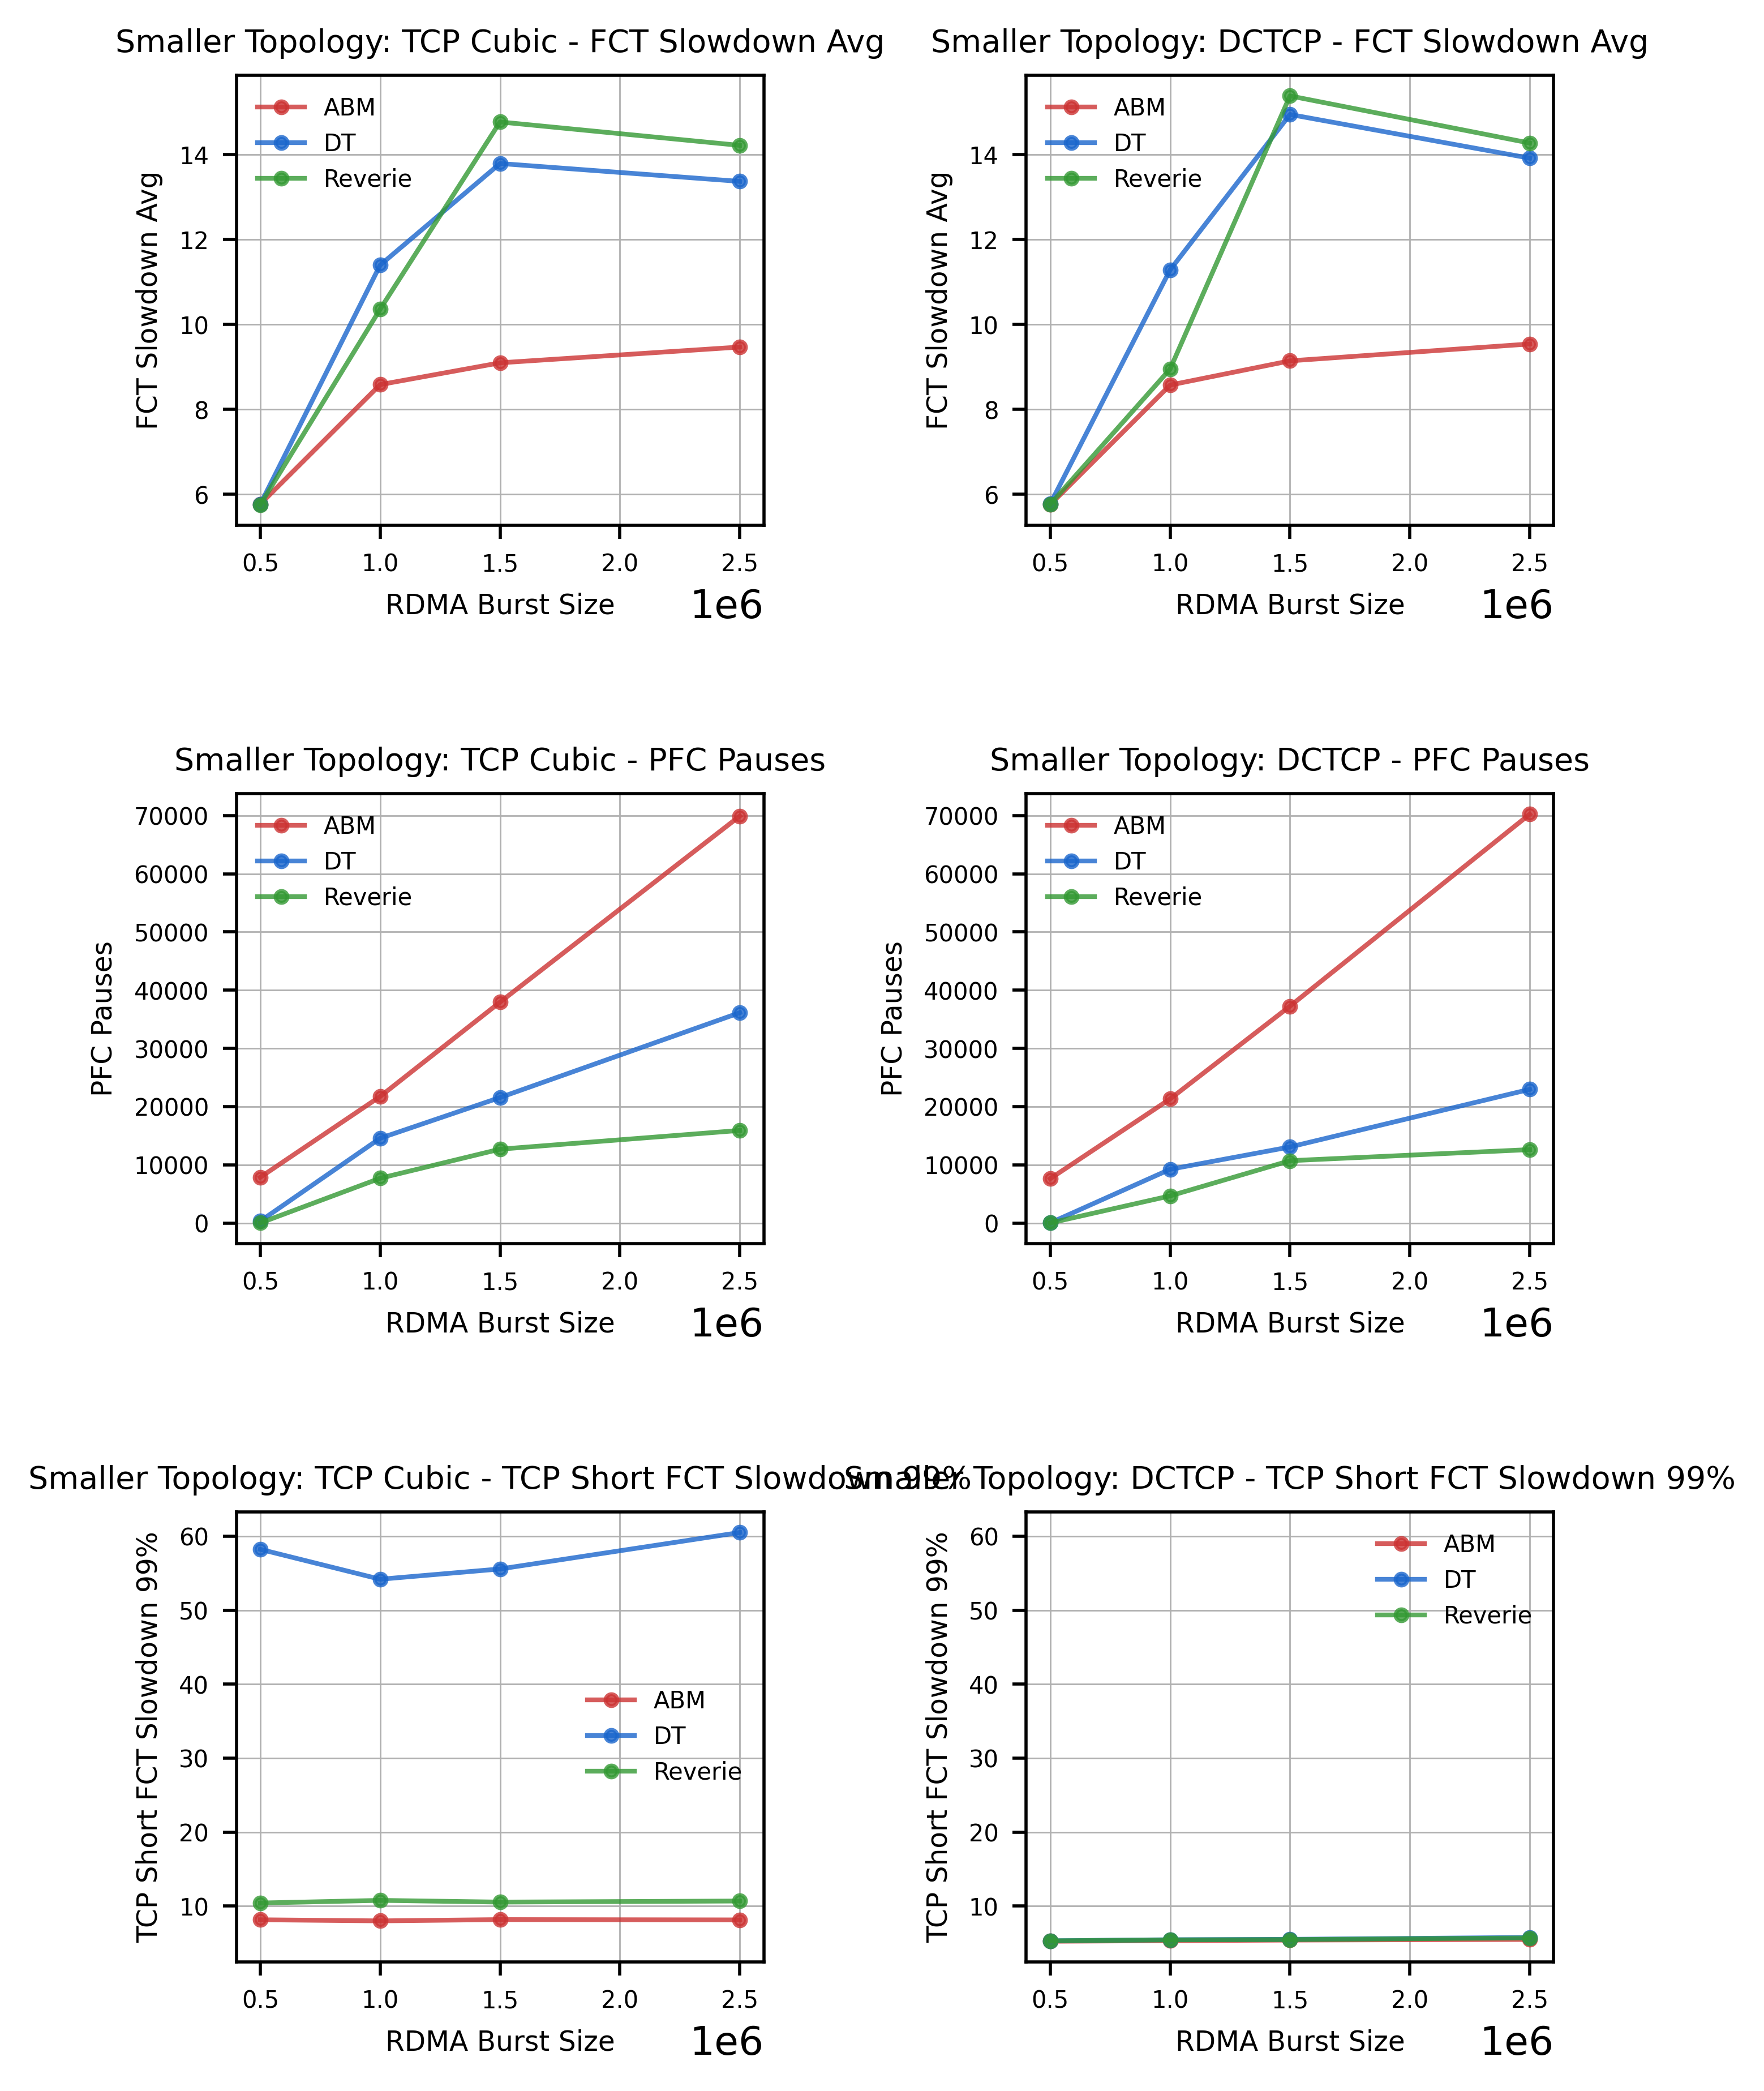 Smaller Topology: TCP Cubic - FCT Slowdown Avg
FCT Slowdown Avg
14
12
10
8
6
ABM
DT
Reverie
0.5 1.0 1.5 2.0 2.5
RDMA Burst Size 1e6
Smaller Topology: DCTCP - FCT Slowdown Avg
FCT Slowdown Avg
14
12
10
8
6
ABM
DT
Reverie
0.5 1.0 1.5 2.0 2.5
RDMA Burst Size 1e6
Smaller Topology: TCP Cubic - PFC Pauses
PFC Pauses
70000
60000
50000
40000
30000
20000
10000
0
ABM
DT
Reverie
0.5 1.0 1.5 2.0 2.5
RDMA Burst Size 1e6
Smaller Topology: DCTCP - PFC Pauses
PFC Pauses
70000
60000
50000
40000
30000
20000
10000
0
ABM
DT
Reverie
0.5 1.0 1.5 2.0 2.5
RDMA Burst Size 1e6
Smaller Topology: TCP Cubic - TCP Short FCT Slowdown 99%
TCP Short FCT Slowdown 99%
60
50
40
30
20
10
ABM
DT
Reverie
0.5 1.0 1.5 2.0 2.5
RDMA Burst Size 1e6
Smaller Topology: DCTCP - TCP Short FCT Slowdown 99%
TCP Short FCT Slowdown 99%
60
50
40
30
20
10
ABM
DT
Reverie
0.5 1.0 1.5 2.0 2.5
RDMA Burst Size 1e6